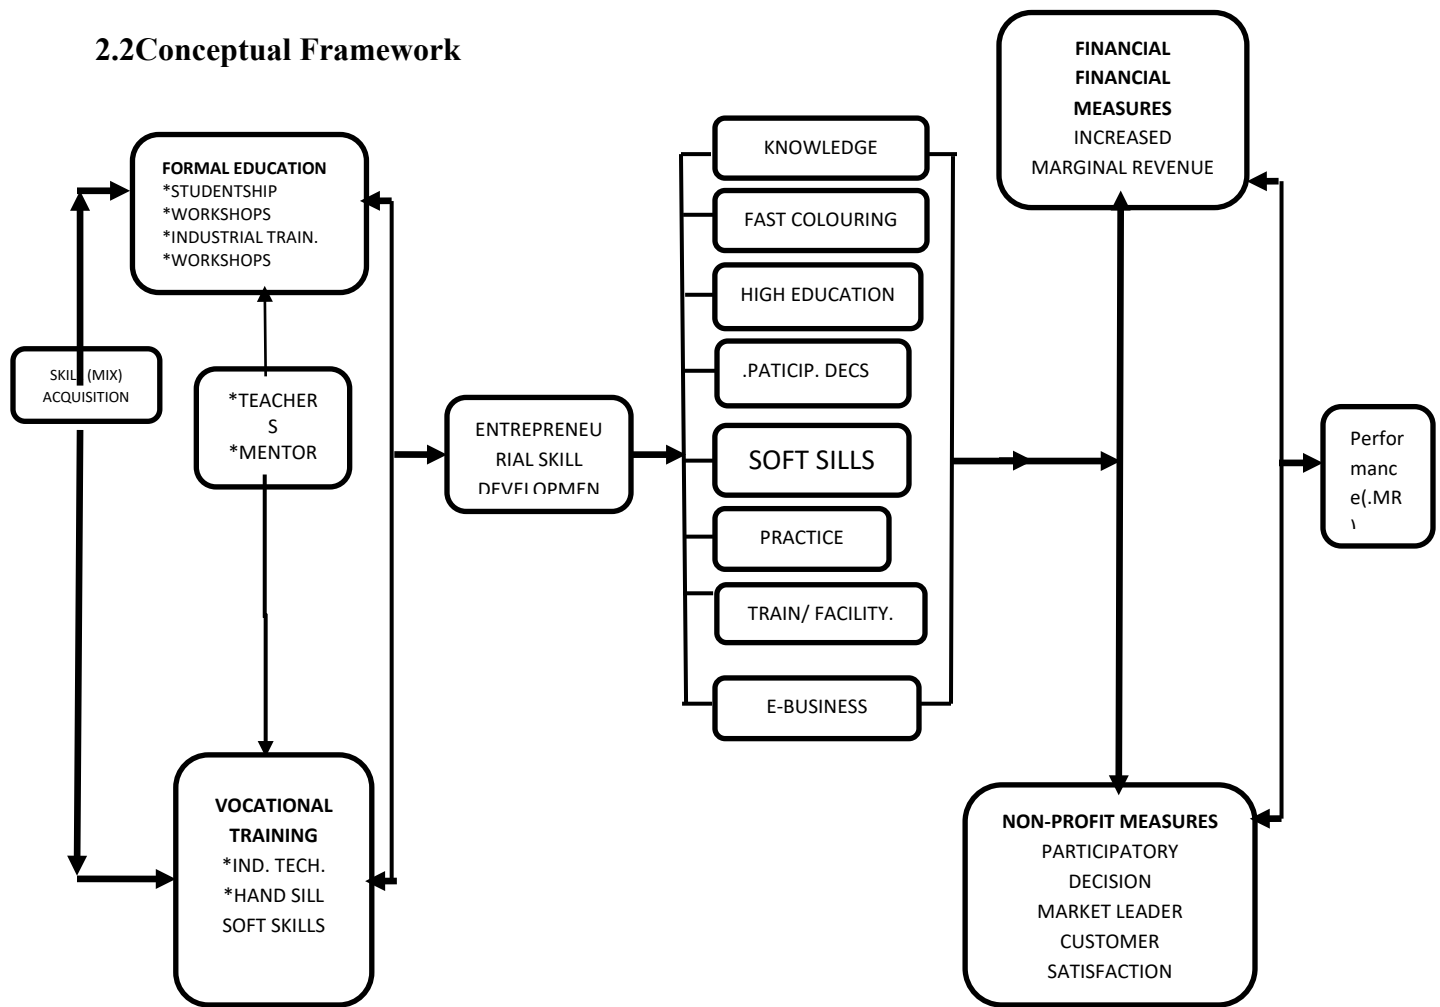 2.2Conceptual Framework
FORMAL EDUCATION
*STUDENTSHIP
*WORKSHOPS
*INDUSTRIAL TRAIN.
*WORKSHOPS
SKILL (MIX)
ACQUISITION
*TEACHER
S
*MENTOR
VOCATIONAL
TRAINING
*IND. TECH.
*HAND SILL
SOFT SKILLS
ENTREPRENEU
RIAL SKILL
DEVELOPMEN
KNOWLEDGE
FAST COLOURING
HIGH EDUCATION
.PATICIP. DECS
SOFT SILLS
PRACTICE
TRAIN/ FACILITY.
E-BUSINESS
FINANCIAL
FINANCIAL
MEASURES
INCREASED
MARGINAL REVENUE
NON-PROFIT MEASURES
PARTICIPATORY
DECISION
MARKET LEADER
CUSTOMER
SATISFACTION
Perfor
manc
e(.MR